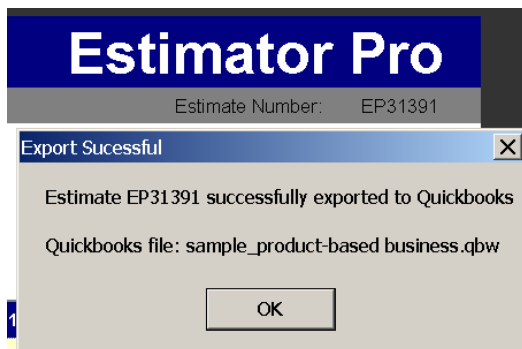 Estimator Pro
Estimate Number: EP31391
Export Sucessful
Estimate EP31391 successfully exported to Quickbooks
Quickbooks file: sample_product-based business.qbw
OK
1